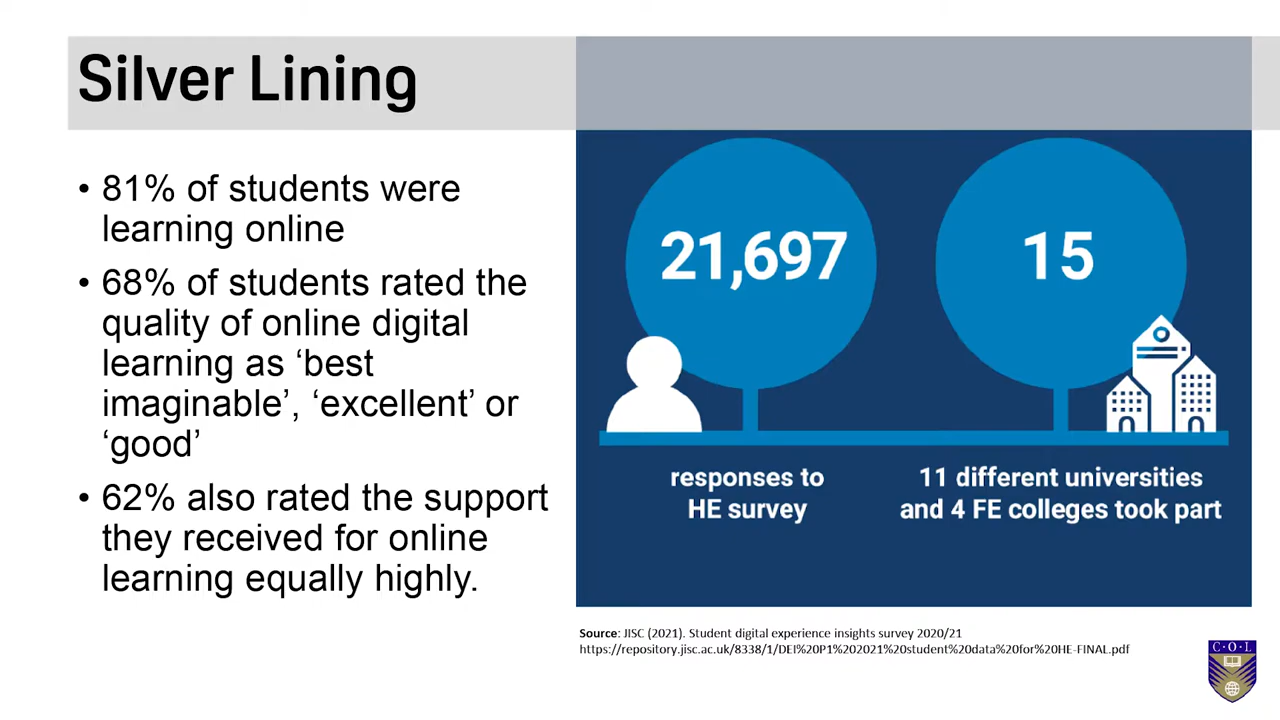 Silver Lining
• 81% of students were
learning online
• 68% of students rated the
quality of online digital
learning as ‘best
imaginable’, ‘excellent’ or
‘good’
• 62% also rated the support
they received for online
learning equally highly.
21,697
15
responses to
HE survey
11 different universities
and 4 FE colleges took part
Source: JISC (2021). Student digital experience insights survey 2020/21
https://repository.jisc.ac.uk/8338/1/DEI%20P1%202021%20student%20data%20for%20HE-FINAL.pdf
C·O·L